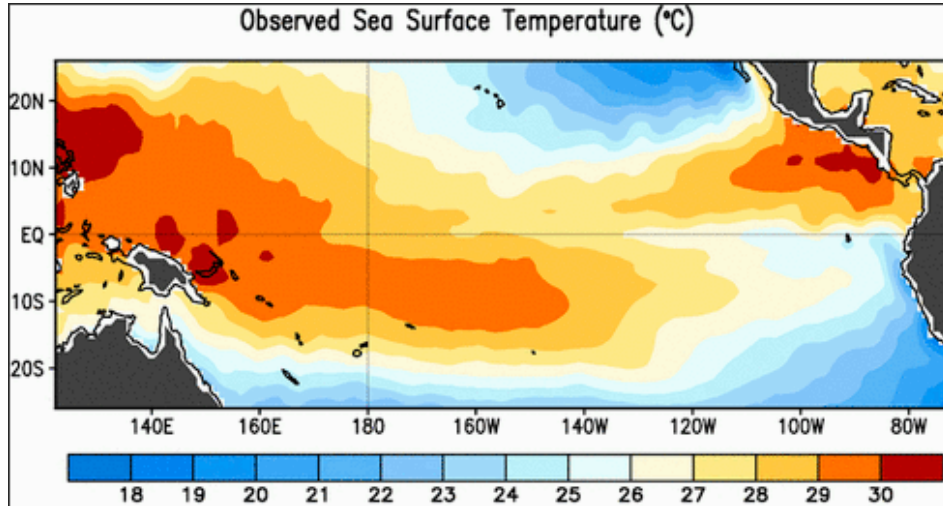 Observed Sea Surface Temperature (°C)
20N
10N
EQ
10S
20S
140E 160E 180 160W 140W 120W 100W 80W
18 19 20 21 22 23 24 25 26 27 28 29 30